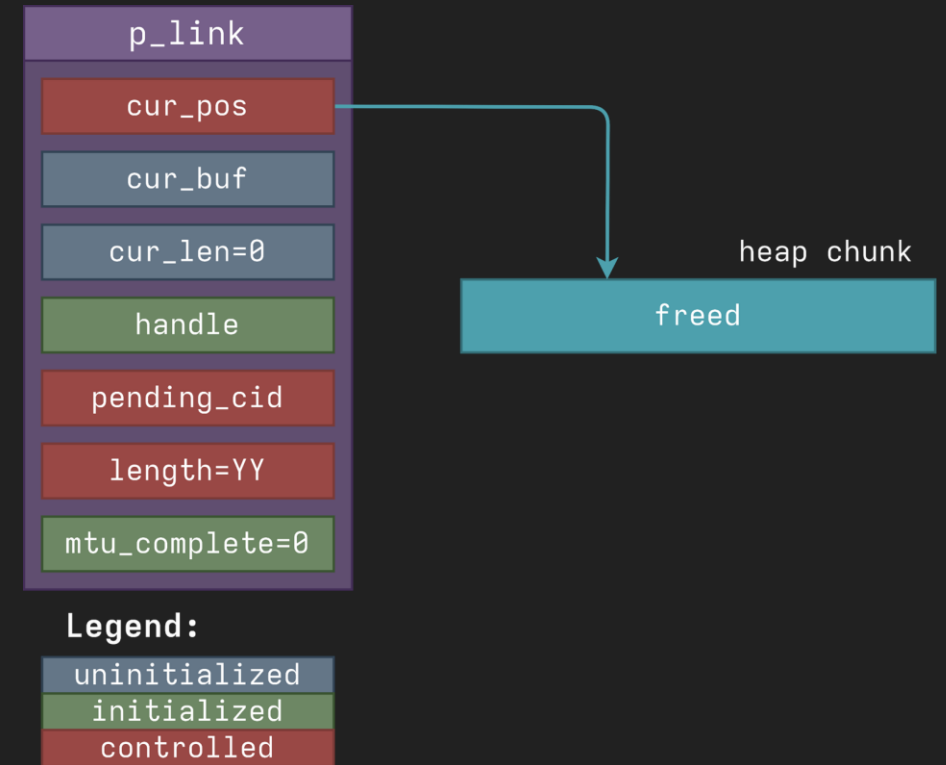 p_link
cur_pos
cur_buf
cur_len=0
handle
pending_cid
length=YY
mtu_complete=0
heap chunk
freed
Legend:
uninitialized
initialized
controlled